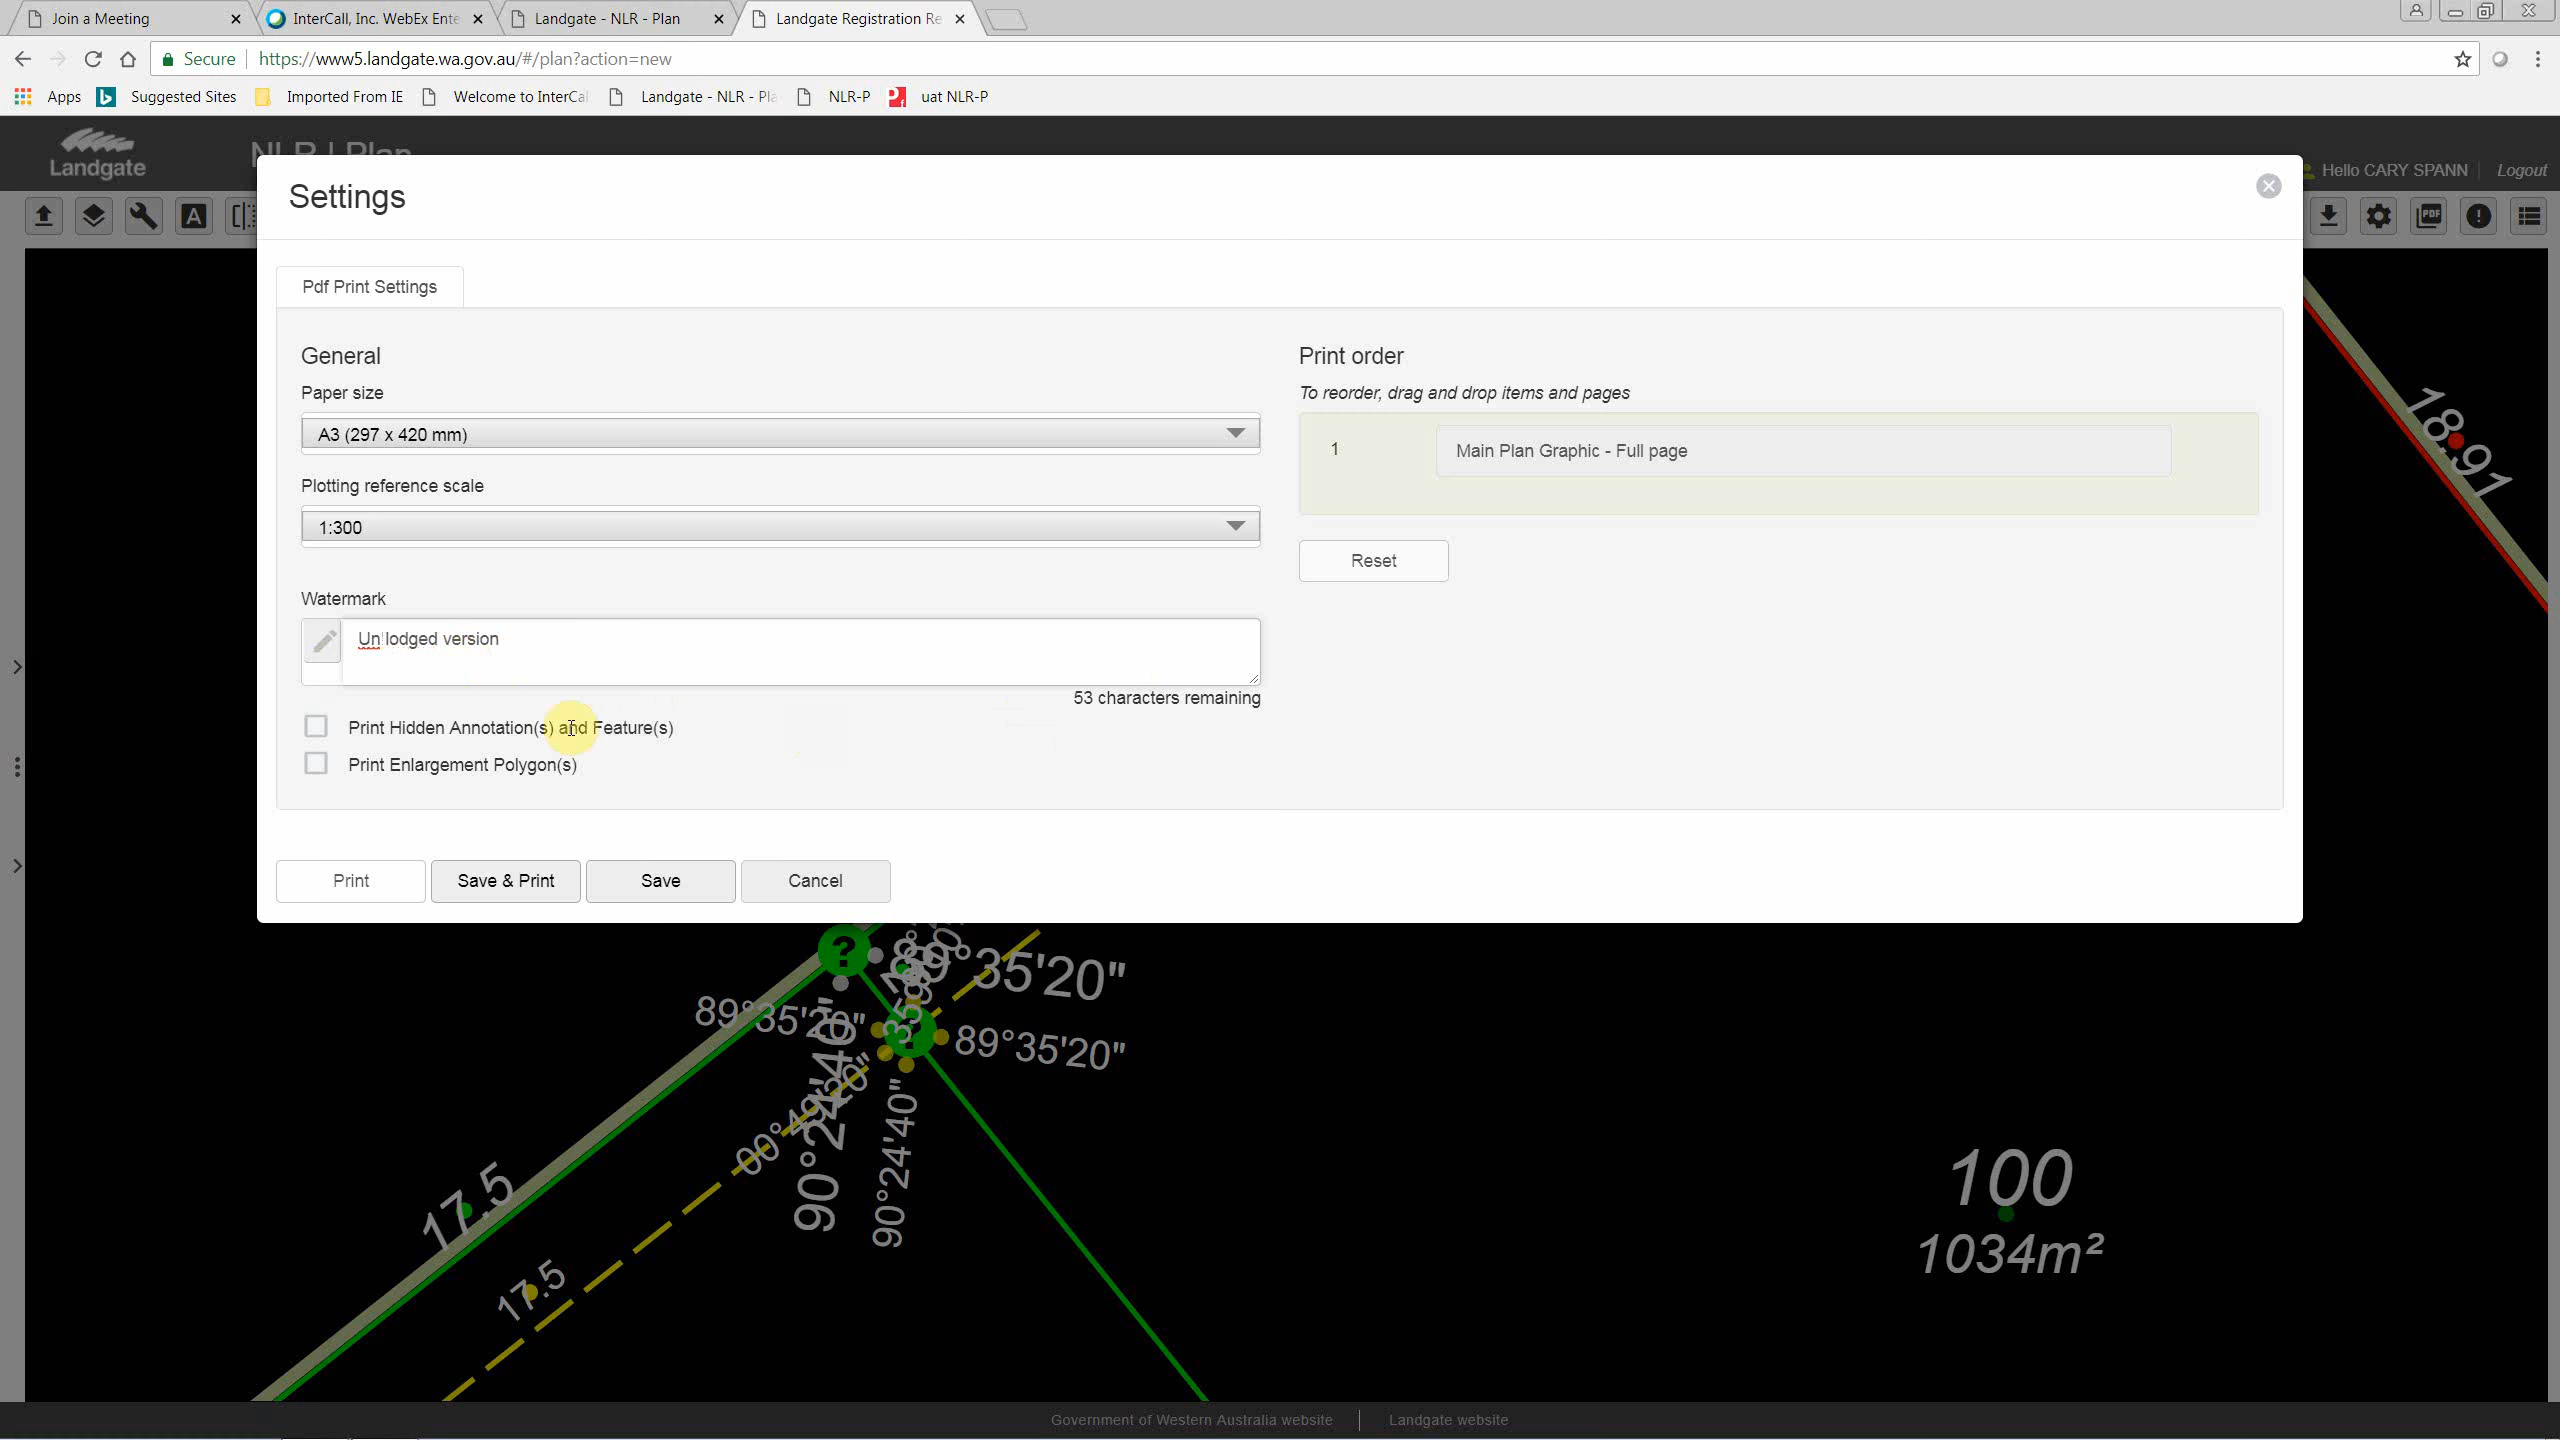 Join a Meeting
InterCall, Inc. WebEx Ente
Landgate - NLR - Plan
Landgate Registration Re
Secure
https://www5.landgate.wa.gov.au/#/plan?action=new
Apps
Suggested Sites
Imported From IE
Welcome to InterCal
Landgate - NLR - Pla
NLR-P
uat NLR-P
Landgate
NLR | Plan
Hello CARY SPANN
Logout
Settings
Pdf Print Settings
General
Paper size
A3 (297 x 420 mm)
Plotting reference scale
1:300
Watermark
Un lodged version
53 characters remaining
Print Hidden Annotation(s) and Feature(s)
Print Enlargement Polygon(s)
Print order
To reorder, drag and drop items and pages
1
Main Plan Graphic - Full page
Reset
Print
Save & Print
Save
Cancel
18.91
89°35'20"
89°35'20"
89°35'20"
90°24'40"
90°24'40"
17.5
17.5
100
1034m²
Government of Western Australia website
Landgate website